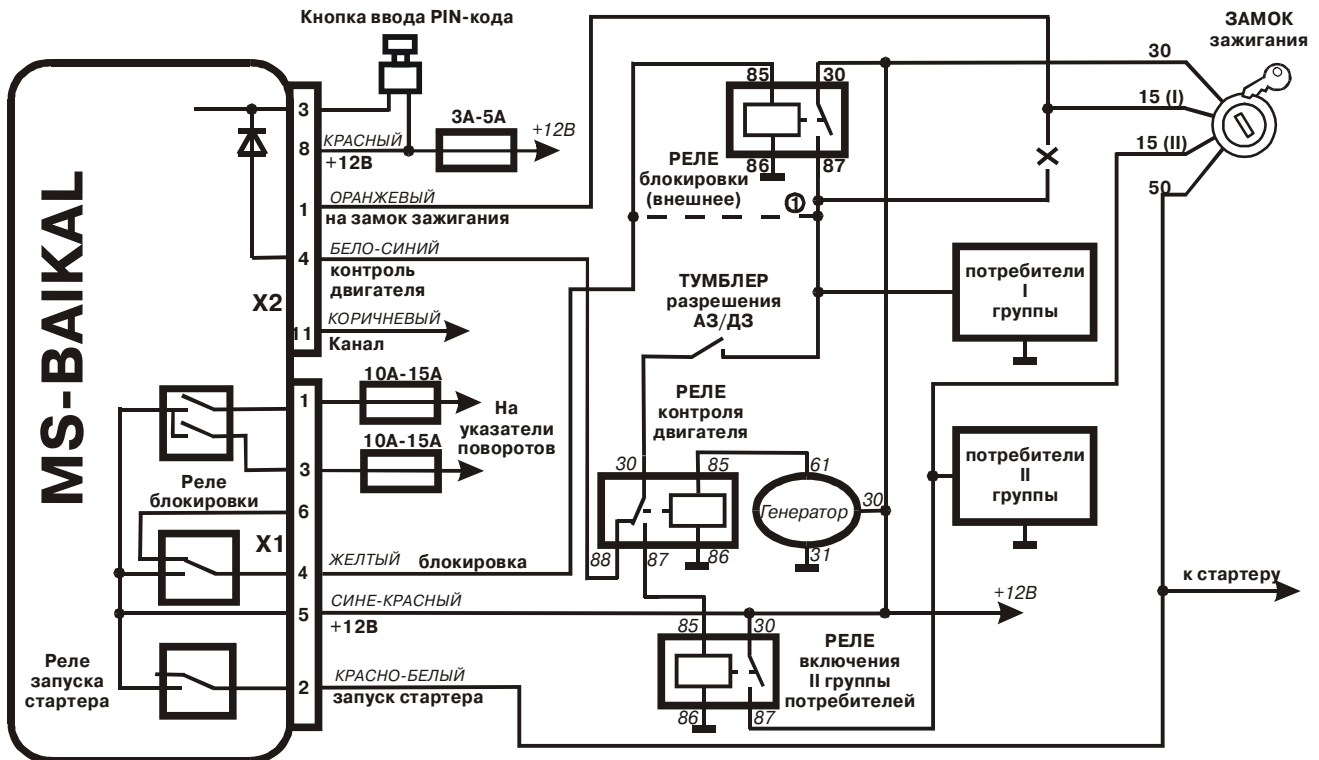 Кнопка ввода PIN-кода
ЗАМОК
зажигания
MS-BAIKAL
X2
3
8
1
4
11
КРАСНЫЙ
+12В
3А-5А
+12В
ОРАНЖЕВЫЙ
на замок зажигания
БЕЛО-СИНИЙ
контроль
двигателя
КОРИЧНЕВЫЙ
Канал
85
30
86
87
РЕЛЕ
блокировки
(внешнее)
1
30
15 (I)
15 (II)
50
ТУМБЛЕР
разрешения
АЗ/ДЗ
потребители
I
группы
X1
1
3
6
4
5
2
10А-15А
10А-15А
На
указатели
поворотов
Реле
блокировки
РЕЛЕ
контроля
двигателя
30
85
88
87
86
61
30
Генератор
31
потребители
II
группы
ЖЕЛТЫЙ
блокировка
СИНЕ-КРАСНЫЙ
+12В
+12В
к стартеру
85
30
86
87
РЕЛЕ
включения
II группы
потребителей
Реле
запуска
стартера
КРАСНО-БЕЛЫЙ
запуск стартера